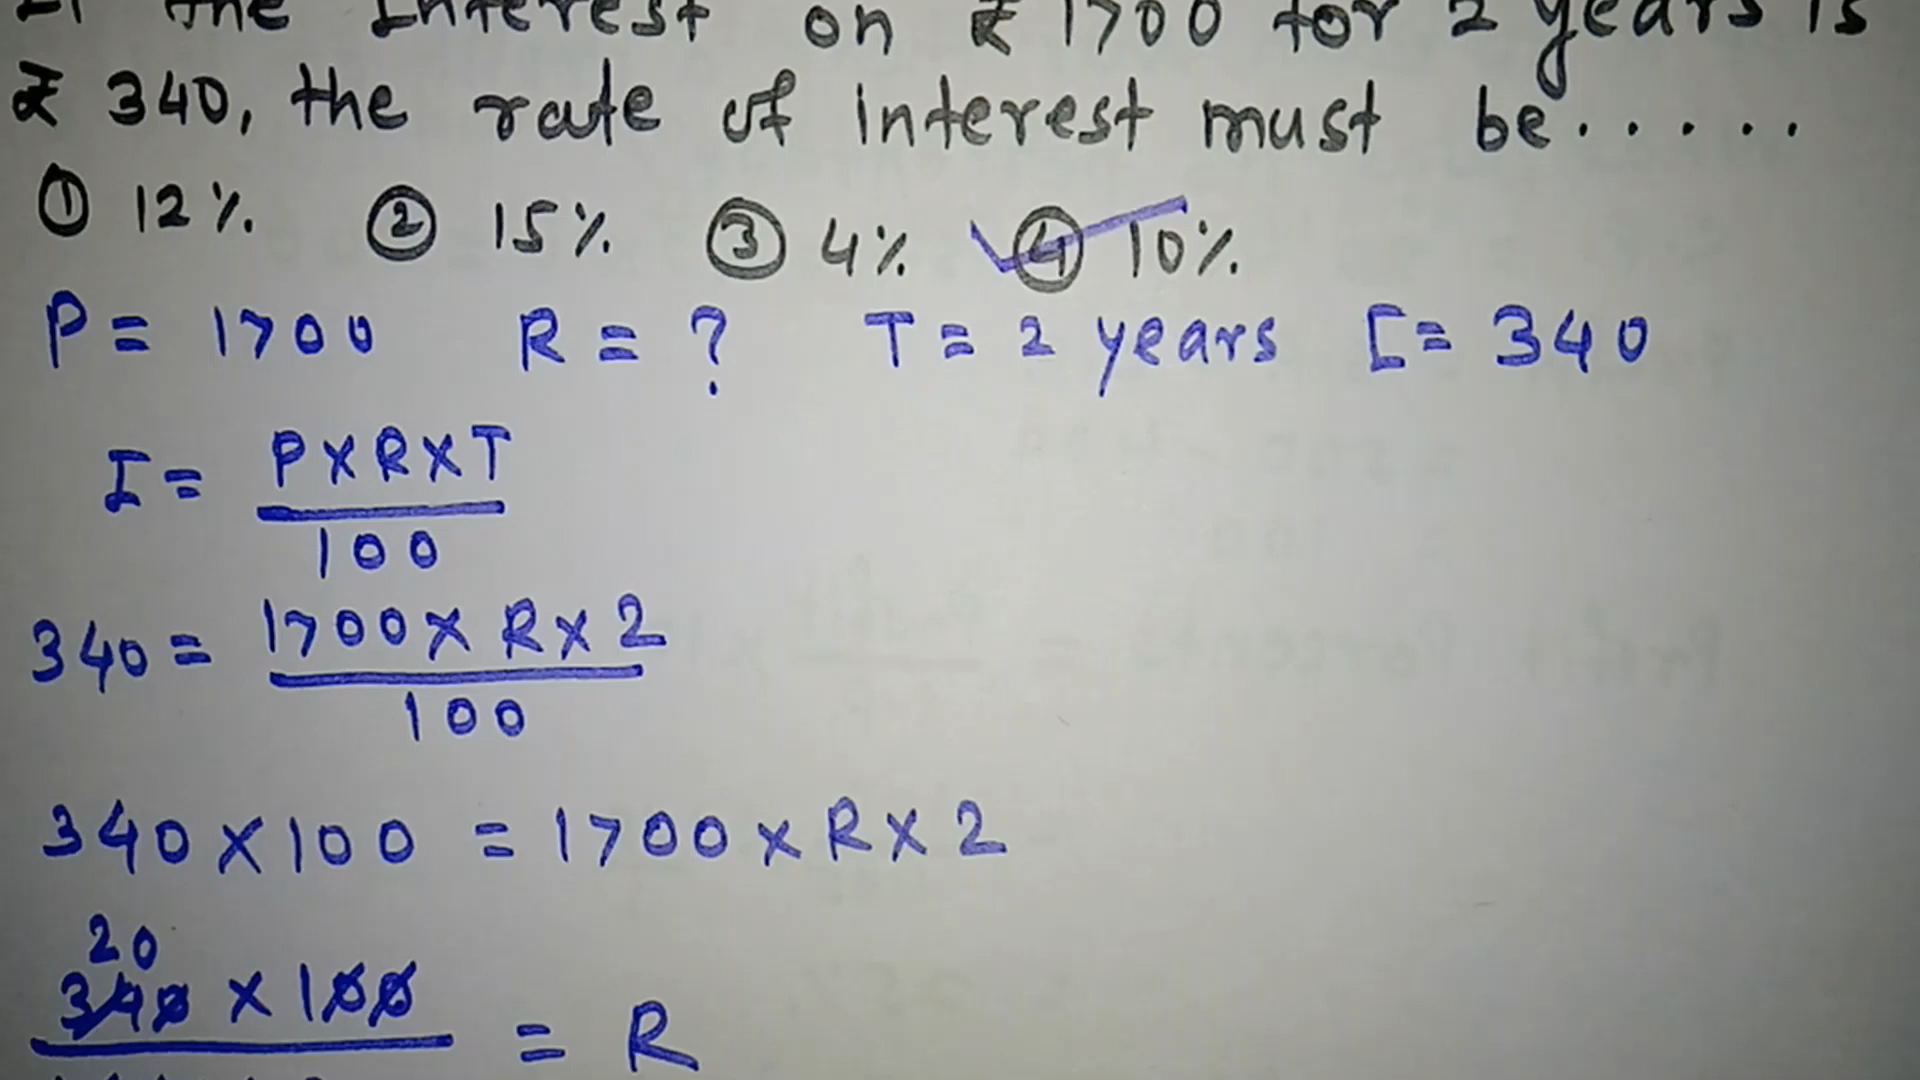 If the Interest on ₹ 1700 for 2 years is
₹ 340, the rate of interest must be.....
① 12% ② 15% ③ 4% ④ 10%
P = 1700 R = ? T = 2 years I = 340
I = P×R×T
100
340 = 1700 × R × 2
100
340 × 100 = 1700 × R × 2
20
340 × 100 = R